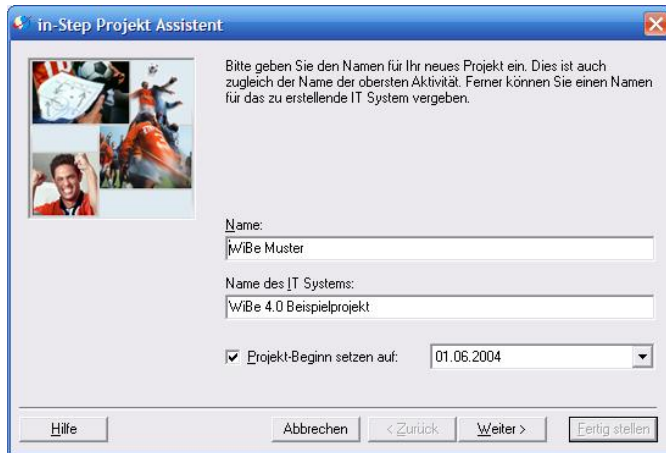 in-Step Projekt Assistent
Bitte geben Sie den Namen für Ihr neues Projekt ein. Dies ist auch
zugleich der Name der obersten Aktivität. Ferner können Sie einen Namen
für das zu erstellende IT System vergeben.
Name:
WiBe Muster
Name des IT Systems:
WiBe 4.0 Beispielprojekt
Projekt-Beginn setzen auf: 01.06.2004
Hilfe Abbrechen < Zurück Weiter > Fertig stellen